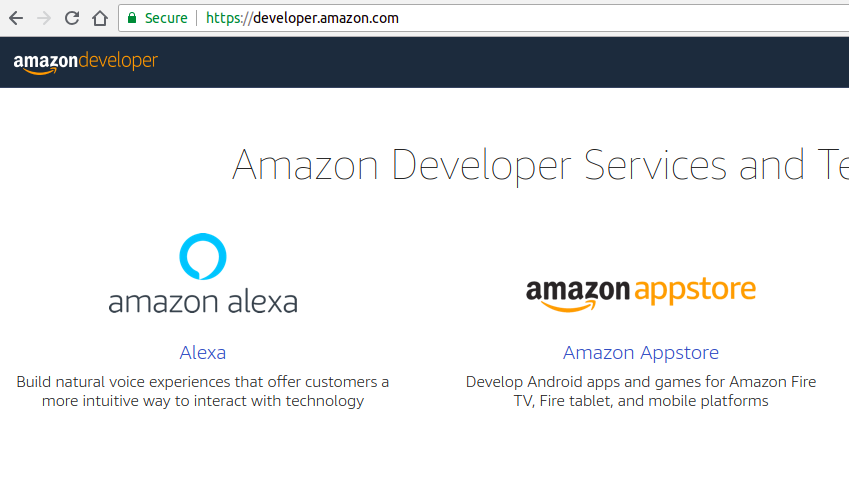 Secure https://developer.amazon.com
amazondeveloper
Amazon Developer Services and Te
amazon alexa
amazon appstore
Alexa
Amazon Appstore
Build natural voice experiences that offer customers a
more intuitive way to interact with technology
Develop Android apps and games for Amazon Fire
TV, Fire tablet, and mobile platforms